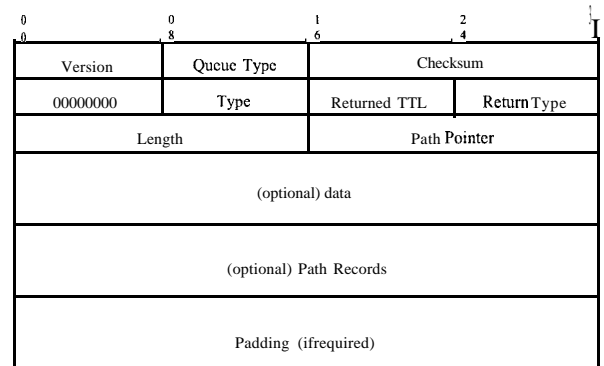 0 0 1 2
0 8 6 4
Version Queue Type Checksum
00000000 Type Returned TTL Return Type
Length Path Pointer
(optional) data
(optional) Path Records
Padding (ifrequired)